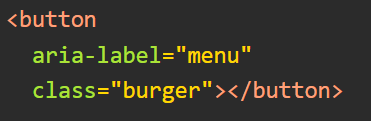 <button
aria-label="menu"
class="burger"></button>